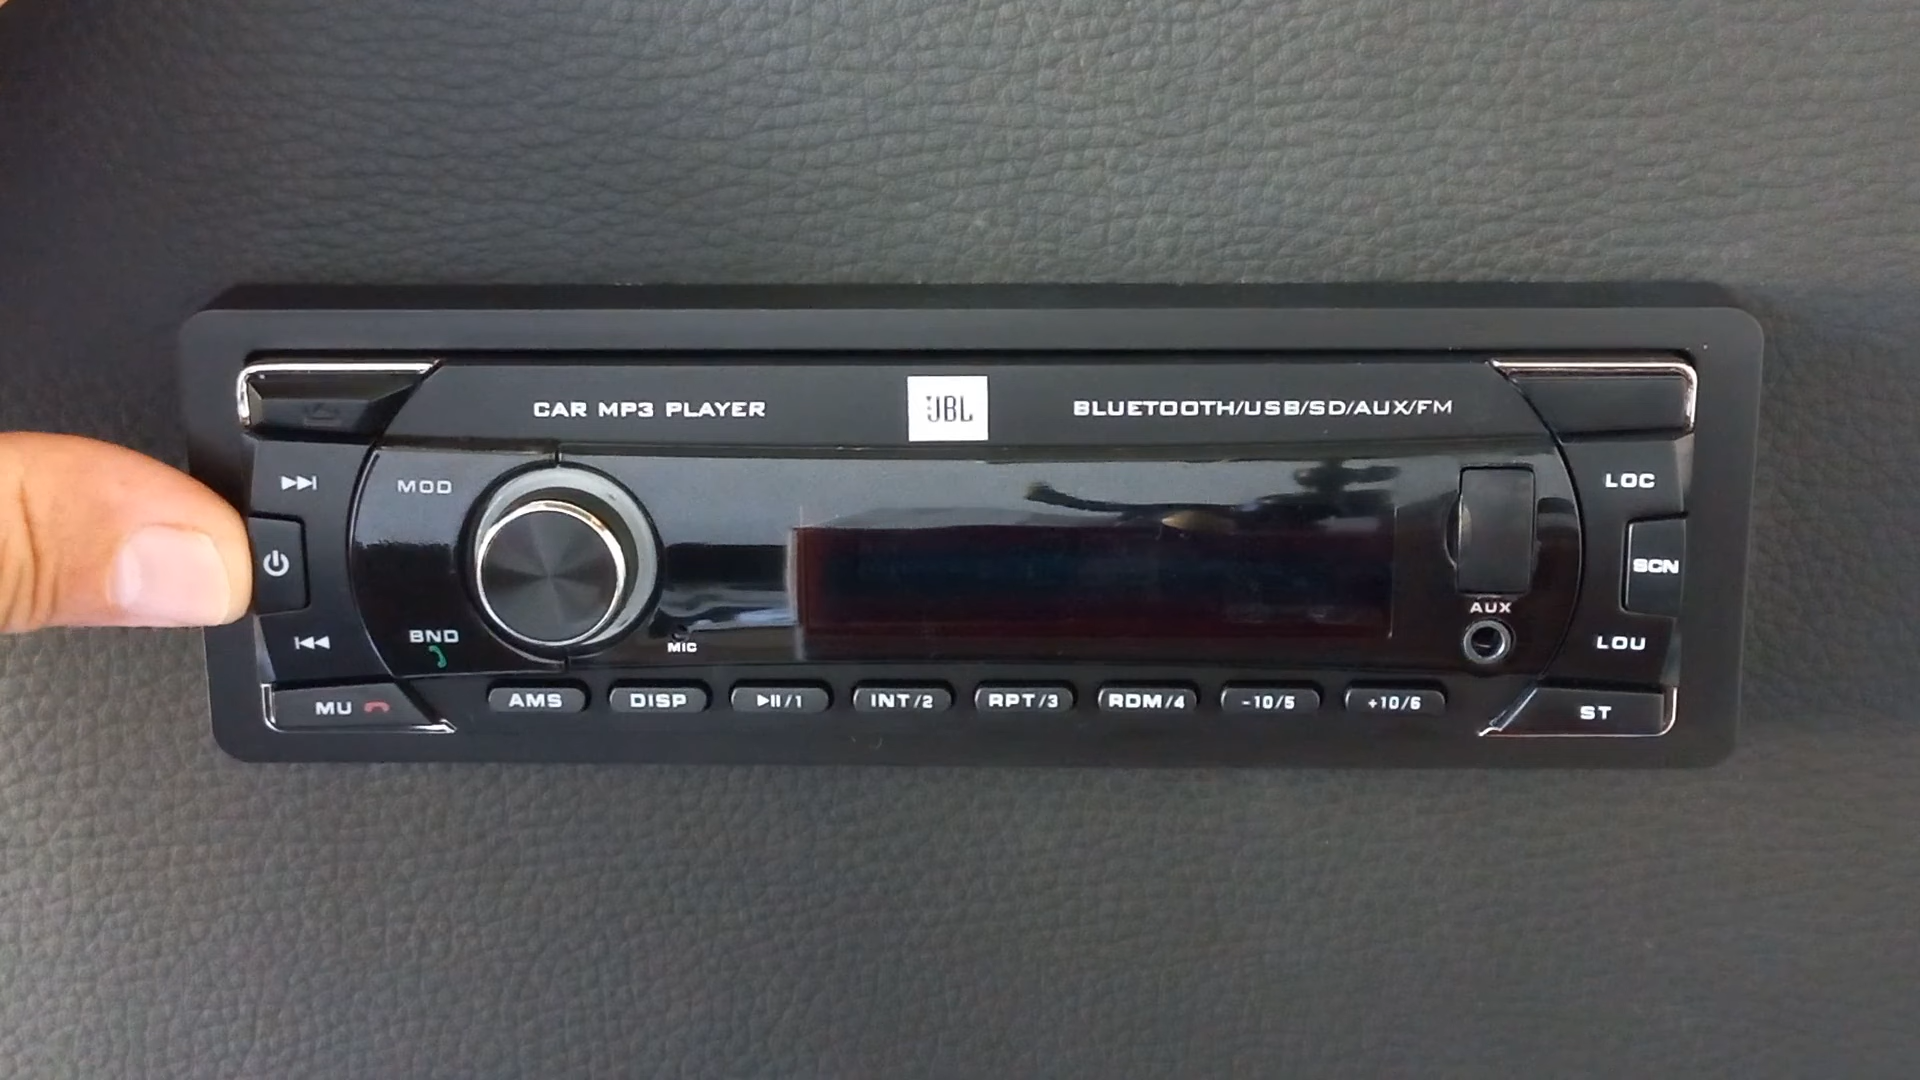 CAR MP3 PLAYER
JBL
BLUETOOTH/USB/SD/AUX/FM
MOD
LOC
SCN
AUX
BND
MIC
LOU
MU
AMS
DISP
/1
INT/2
RPT/3
RDM/4
-10/5
+10/6
ST